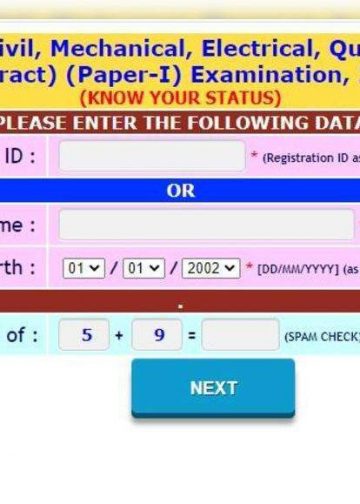 ivil, Mechanical, Electrical, Qu
ract) (Paper-I) Examination,
(KNOW YOUR STATUS)
PLEASE ENTER THE FOLLOWING DATA
ID : * (Registration ID as
OR
me :
rth : 01 / 01 / 2002 * [DD/MM/YYYY] (as
.
of : 5 + 9 = (SPAM CHECK)
NEXT